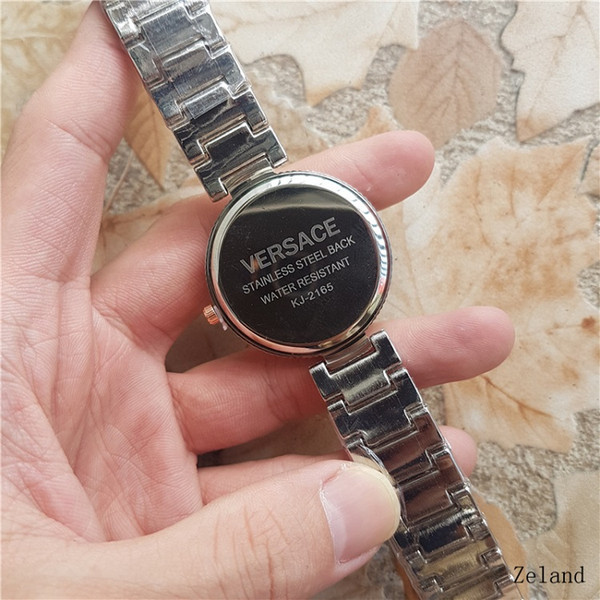 VERSACE
STAINLESS STEEL BACK
WATER RESISTANT
KJ-2165
Zeland